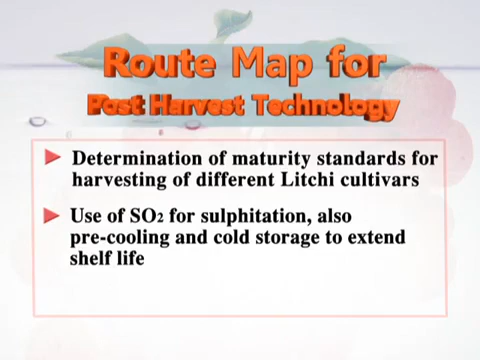 Route Map for
Post Harvest Technology
Determination of maturity standards for
harvesting of different Litchi cultivars
Use of SO₂ for sulphitation, also
pre-cooling and cold storage to extend
shelf life